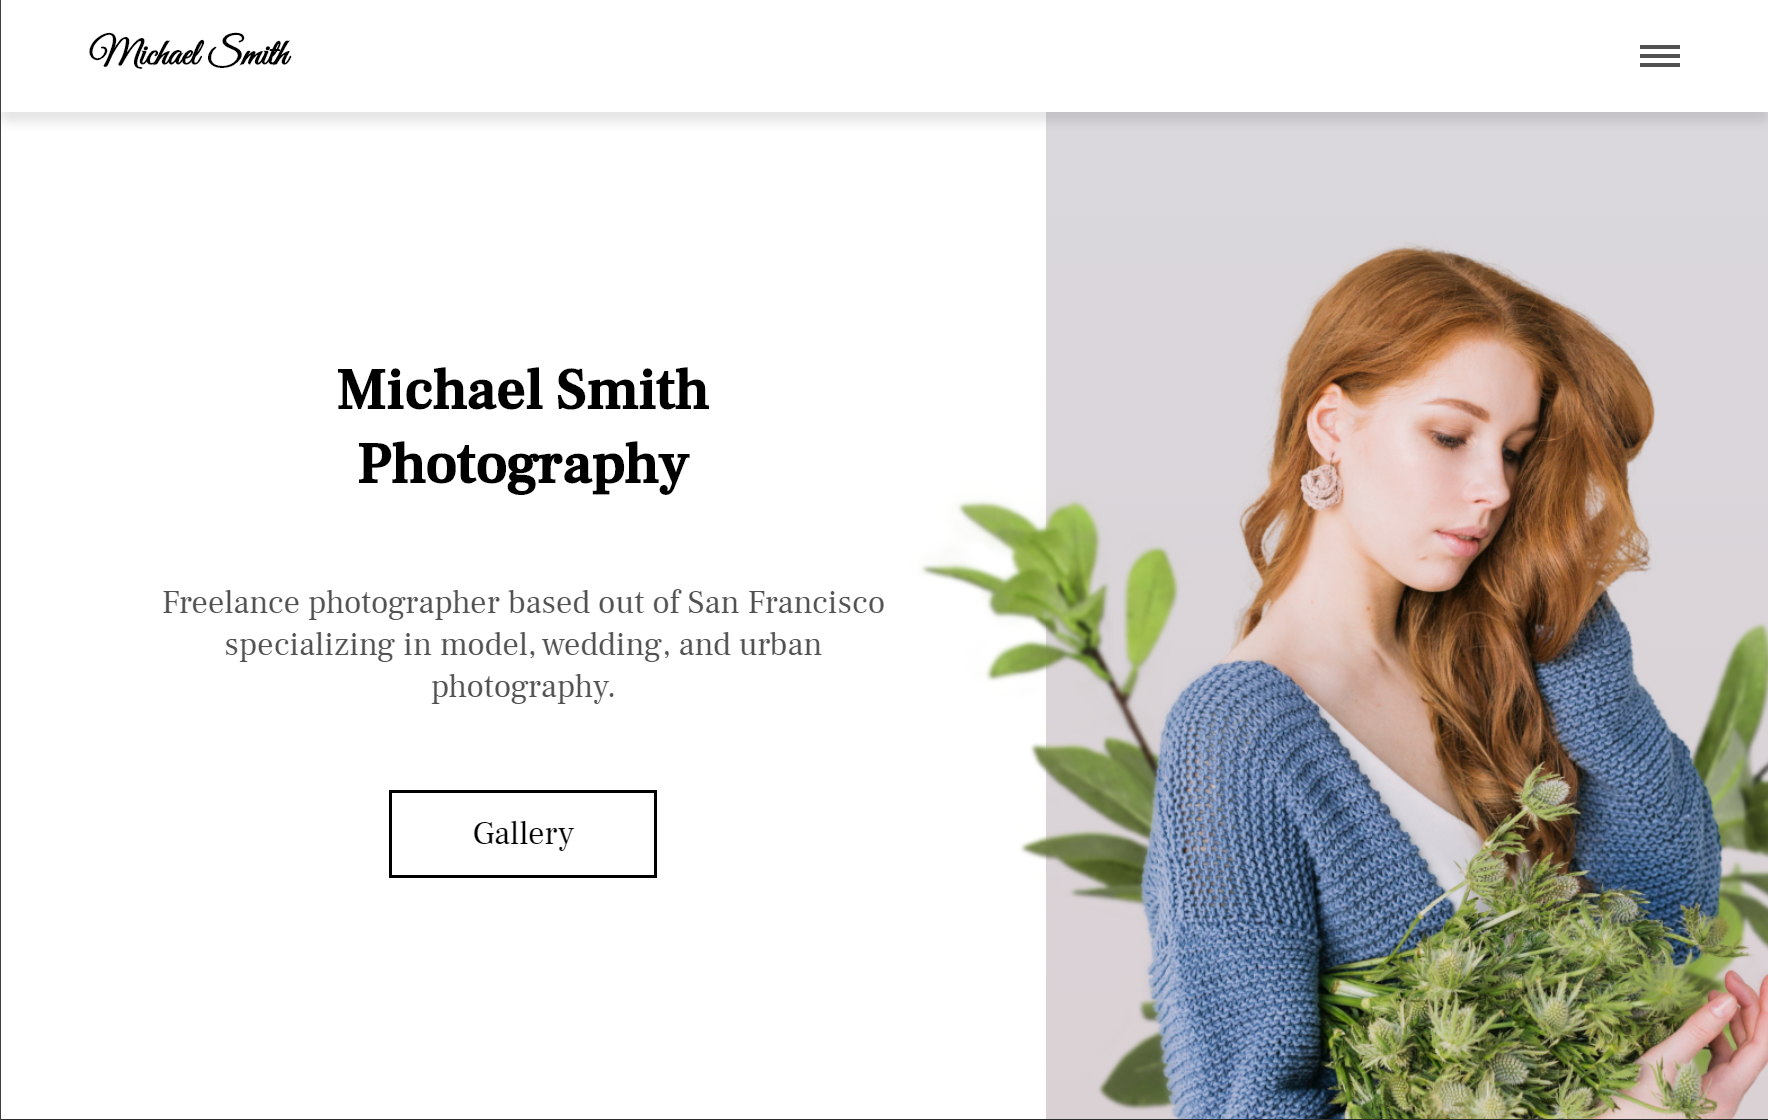 Michael Smith
Michael Smith
Photography
Freelance photographer based out of San Francisco
specializing in model, wedding, and urban
photography.
Gallery